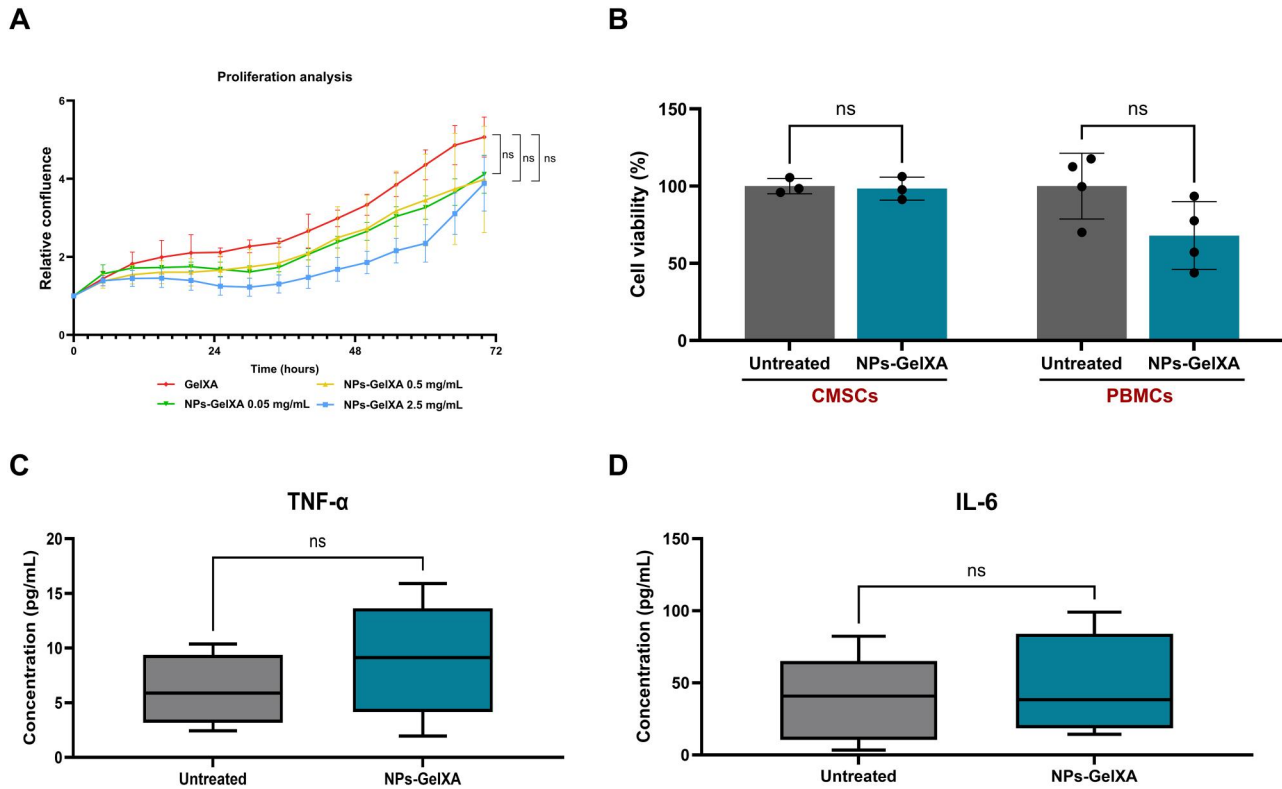 A
Proliferation analysis
Relative confluence
6
4
2
0
0 24 48 72
Time (hours)
ns ns ns
GelXA
NPs-GelXA 0.05 mg/mL
NPs-GelXA 0.5 mg/mL
NPs-GelXA 2.5 mg/mL
B
Cell viability (%)
150
100
50
0
ns ns
Untreated NPs-GelXA Untreated NPs-GelXA
CMSCs PBMCs
C
TNF-α
Concentration (pg/mL)
20
15
10
5
0
ns
Untreated NPs-GelXA
D
IL-6
Concentration (pg/mL)
150
100
50
0
ns
Untreated NPs-GelXA